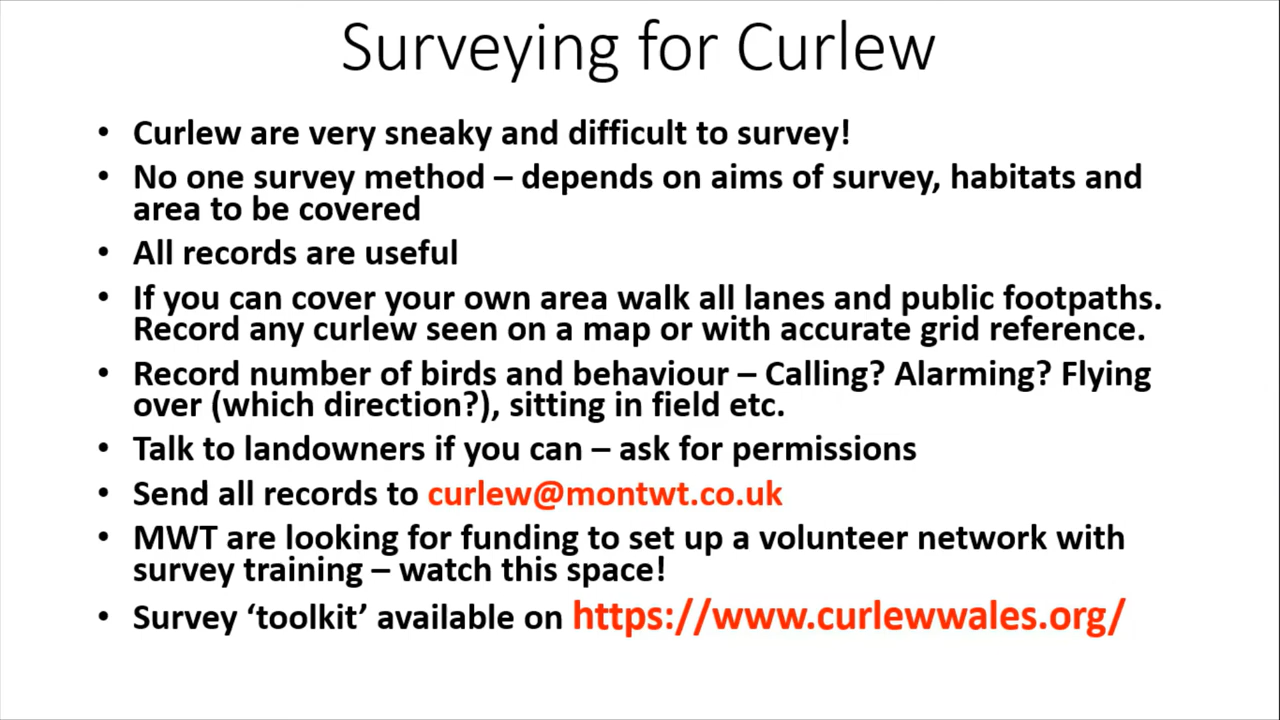 Surveying for Curlew
• Curlew are very sneaky and difficult to survey!
• No one survey method – depends on aims of survey, habitats and
area to be covered
• All records are useful
• If you can cover your own area walk all lanes and public footpaths.
Record any curlew seen on a map or with accurate grid reference.
• Record number of birds and behaviour – Calling? Alarming? Flying
over (which direction?), sitting in field etc.
• Talk to landowners if you can – ask for permissions
• Send all records to curlew@montwt.co.uk
• MWT are looking for funding to set up a volunteer network with
survey training – watch this space!
• Survey ‘toolkit’ available on https://www.curlewwales.org/